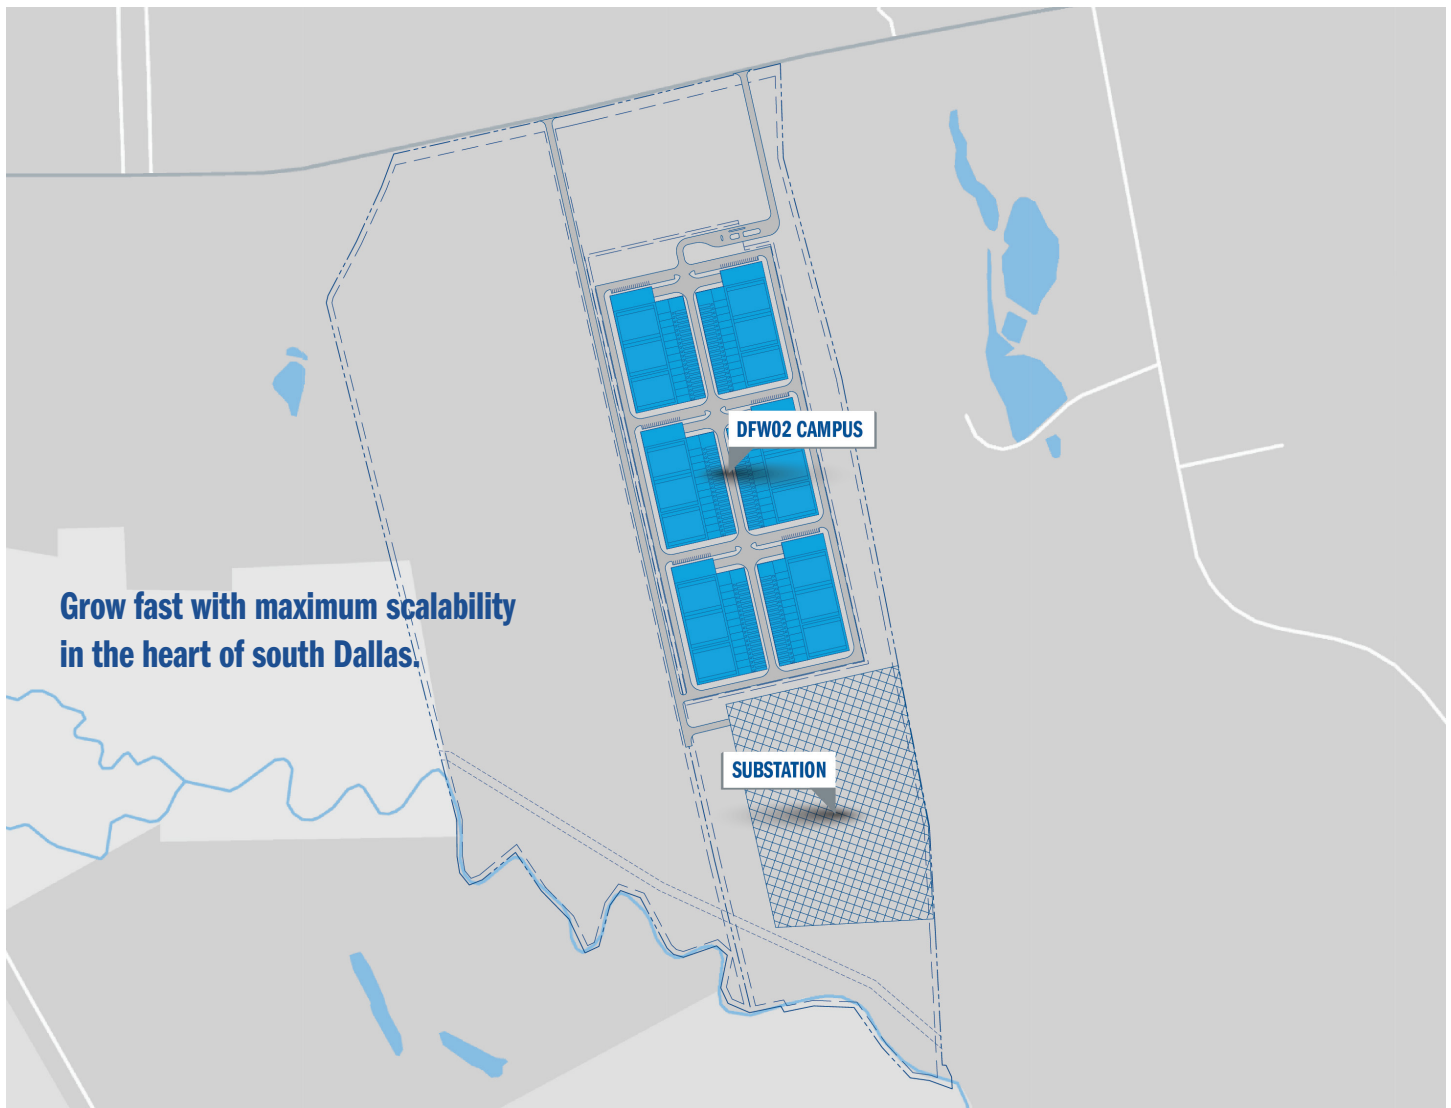 DFW02 CAMPUS
Grow fast with maximum scalability
in the heart of south Dallas.
SUBSTATION